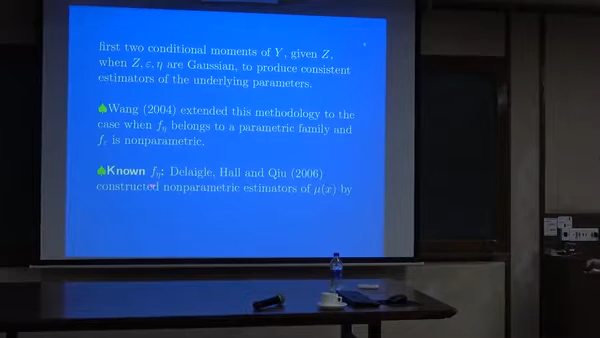 first two conditional moments of Y, given Z,
when Z, ε, η are Gaussian, to produce consistent
estimators of the underlying parameters.
♠Wang (2004) extended this methodology to the
case when f_η belongs to a parametric family and
f_ε is nonparametric.
♠Known f_η: Delaigle, Hall and Qiu (2006)
constructed nonparametric estimators of μ(x) by